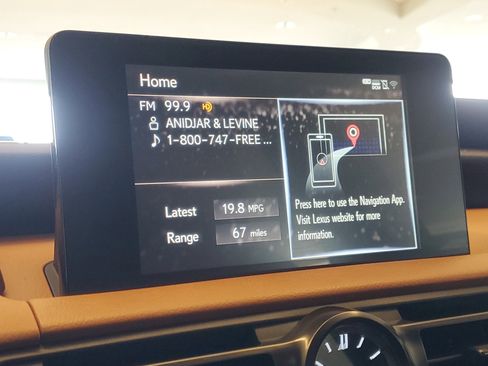 Home
DCM
FM 99.9
ANIDJAR & LEVINE
1-800-747-FREE ...
Latest 19.8 MPG
Range 67 miles
Press here to use the Navigation App.
Visit Lexus website for more
information.